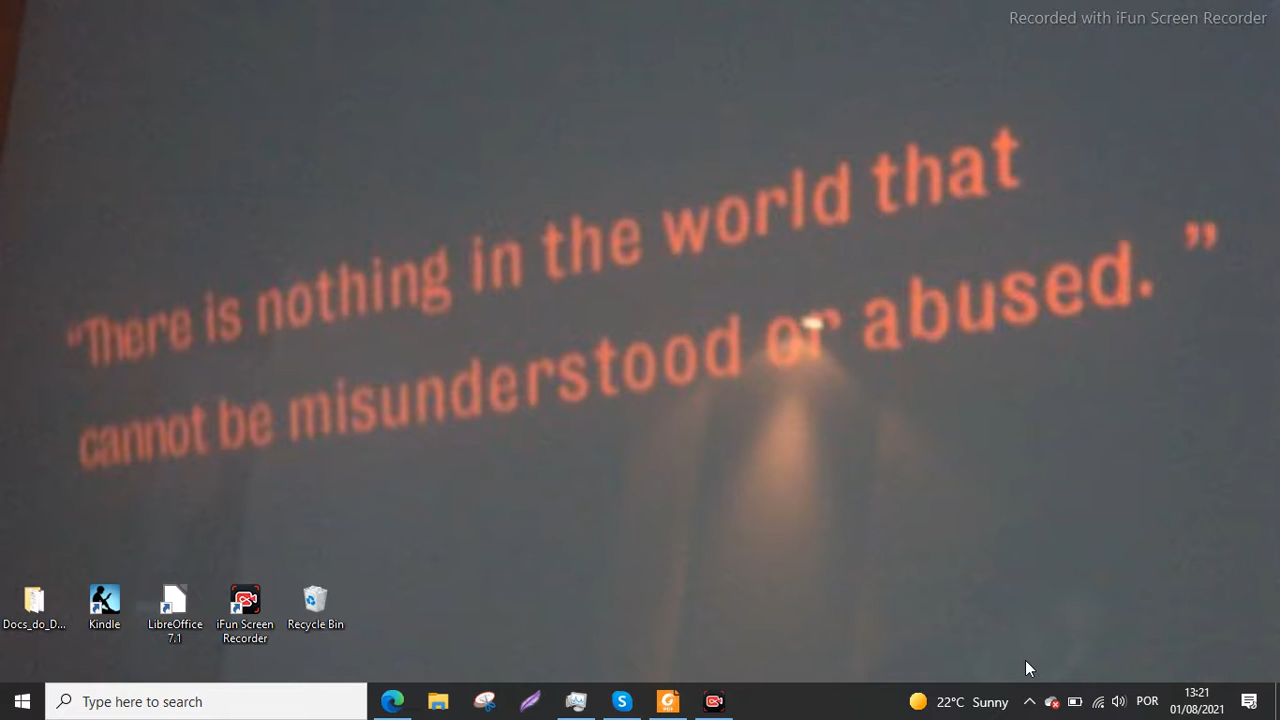 Recorded with iFun Screen Recorder
“There is nothing in the world that
cannot be misunderstood or abused. ”
Docs_do_D...
Kindle
LibreOffice
7.1
iFun Screen
Recorder
Recycle Bin
Type here to search
22°C Sunny
POR
13:21
01/08/2021